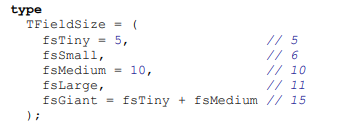 type
TFieldSize = (
fsTiny = 5, // 5
fsSmall, // 6
fsMedium = 10, // 10
fsLarge, // 11
fsGiant = fsTiny + fsMedium // 15
);